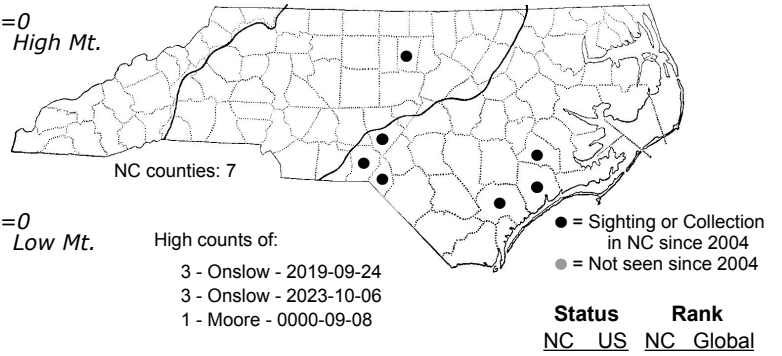 =0
High Mt.
NC counties: 7
=0
Low Mt.
High counts of:
3 - Onslow - 2019-09-24
3 - Onslow - 2023-10-06
1 - Moore - 0000-09-08
= Sighting or Collection
in NC since 2004
= Not seen since 2004
Status Rank
NC US NC Global